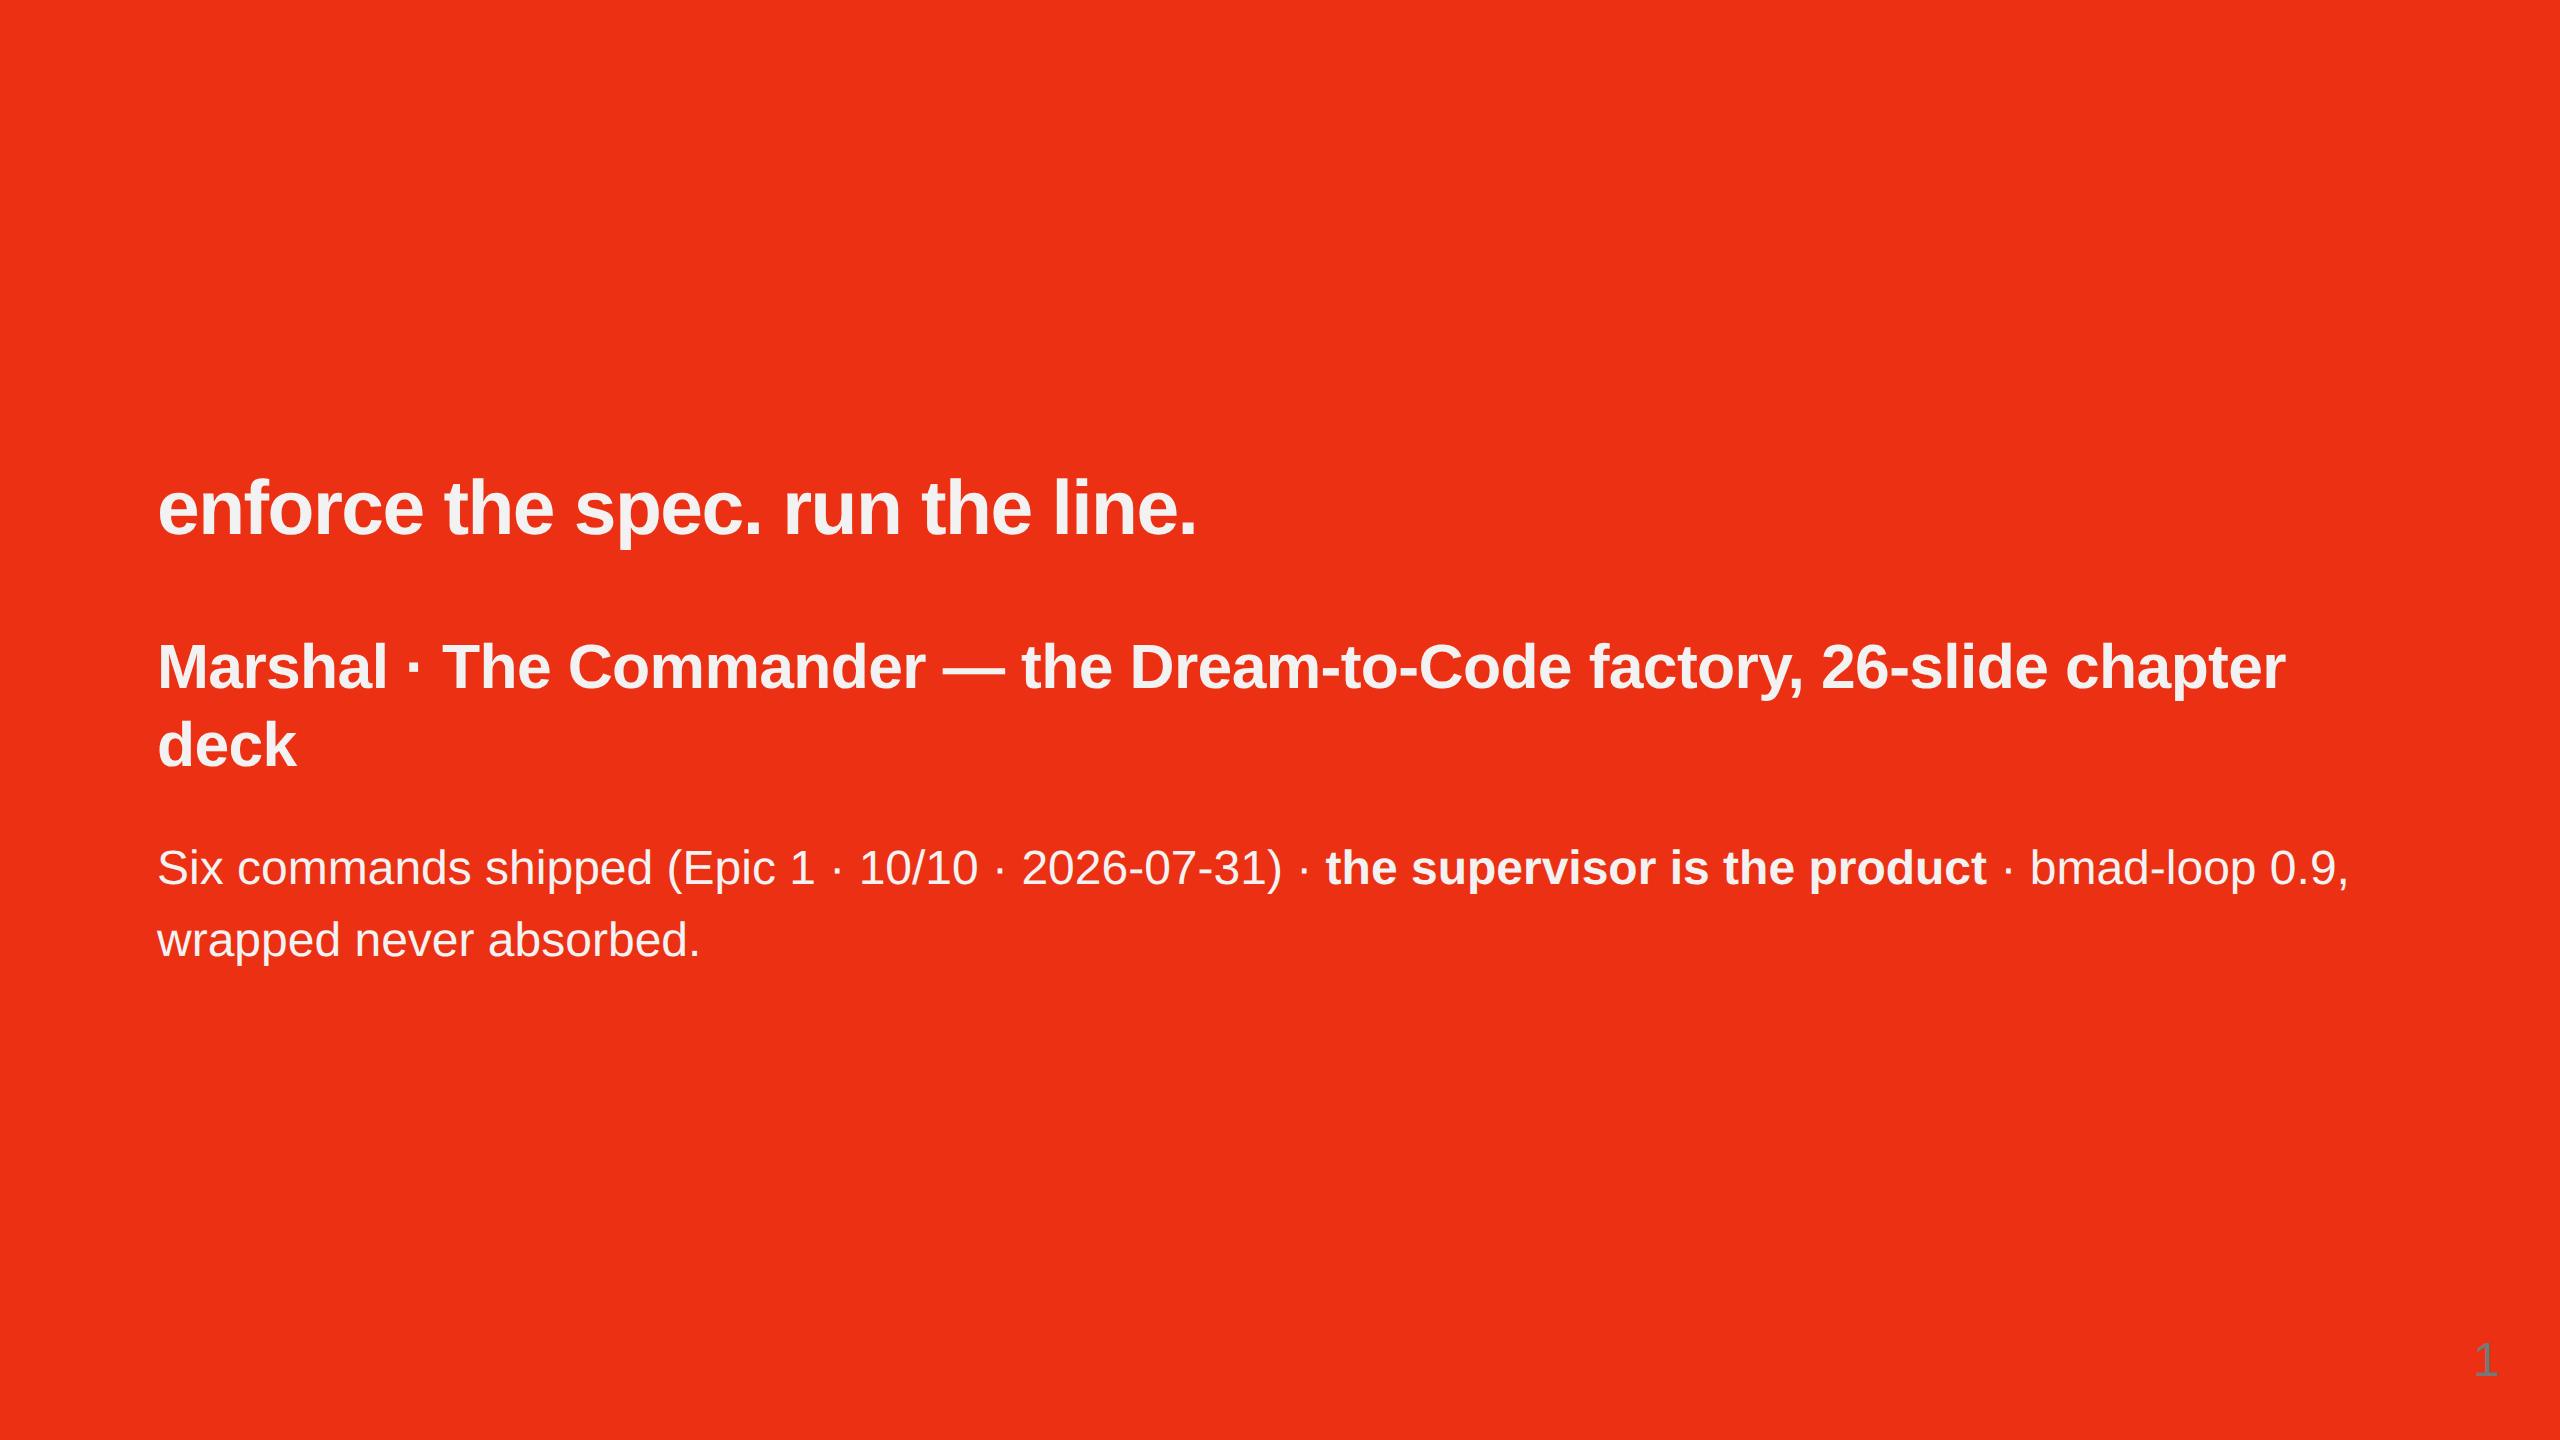 enforce the spec. run the line.
Marshal · The Commander — the Dream-to-Code factory, 26-slide chapter
deck
Six commands shipped (Epic 1 · 10/10 · 2026-07-31) · the supervisor is the product · bmad-loop 0.9,
wrapped never absorbed.
1